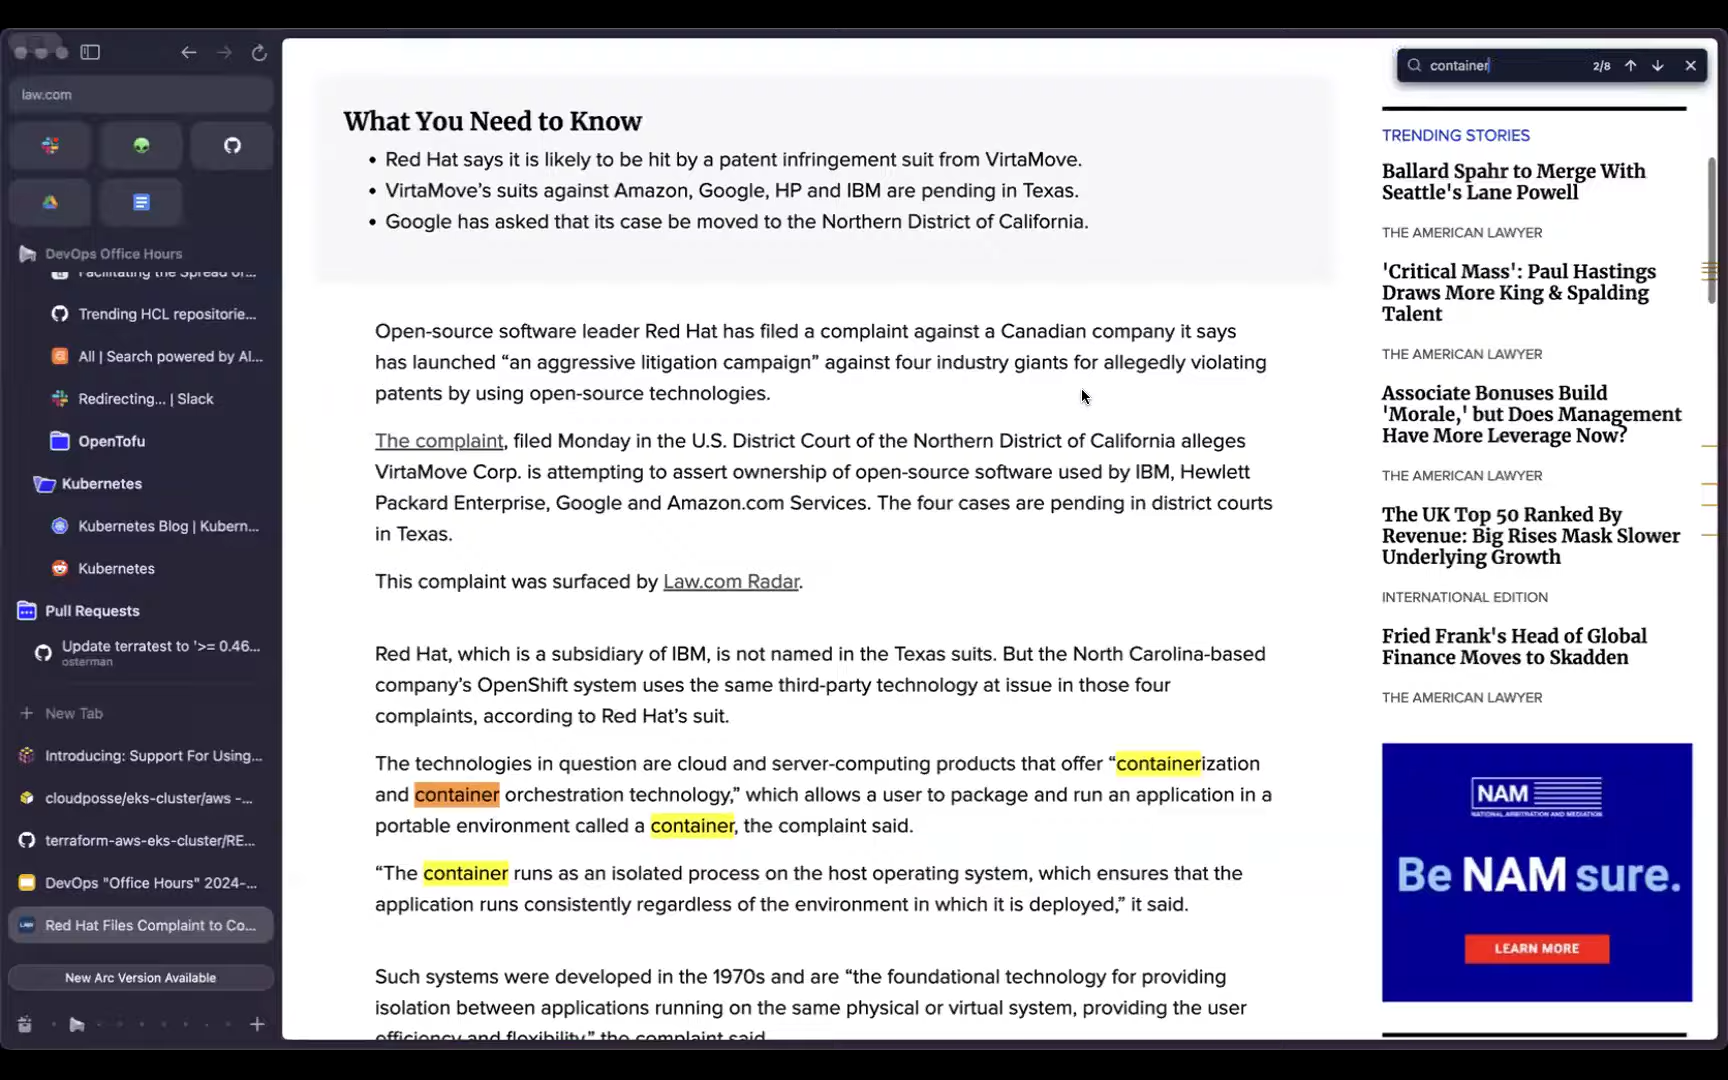 law.com
DevOps Office Hours
Facilitating the Spread of...
Trending HCL repositorie...
All | Search powered by Al...
Redirecting... | Slack
OpenTofu
Kubernetes
Kubernetes Blog | Kubern...
Kubernetes
Pull Requests
Update terratest to '>= 0.46...
osterman
New Tab
Introducing: Support For Using...
cloudposse/eks-cluster/aws -...
terraform-aws-eks-cluster/RE...
DevOps "Office Hours" 2024-...
Red Hat Files Complaint to Co...
New Arc Version Available
What You Need to Know
• Red Hat says it is likely to be hit by a patent infringement suit from VirtaMove.
• VirtaMove’s suits against Amazon, Google, HP and IBM are pending in Texas.
• Google has asked that its case be moved to the Northern District of California.
Open-source software leader Red Hat has filed a complaint against a Canadian company it says
has launched “an aggressive litigation campaign” against four industry giants for allegedly violating
patents by using open-source technologies.
The complaint, filed Monday in the U.S. District Court of the Northern District of California alleges
VirtaMove Corp. is attempting to assert ownership of open-source software used by IBM, Hewlett
Packard Enterprise, Google and Amazon.com Services. The four cases are pending in district courts
in Texas.
This complaint was surfaced by Law.com Radar.
Red Hat, which is a subsidiary of IBM, is not named in the Texas suits. But the North Carolina-based
company’s OpenShift system uses the same third-party technology at issue in those four
complaints, according to Red Hat’s suit.
The technologies in question are cloud and server-computing products that offer “containerization
and container orchestration technology,” which allows a user to package and run an application in a
portable environment called a container, the complaint said.
“The container runs as an isolated process on the host operating system, which ensures that the
application runs consistently regardless of the environment in which it is deployed,” it said.
Such systems were developed in the 1970s and are “the foundational technology for providing
isolation between applications running on the same physical or virtual system, providing the user
efficiency and flexibility,” the complaint said.
container 2/8
TRENDING STORIES
Ballard Spahr to Merge With
Seattle's Lane Powell
THE AMERICAN LAWYER
'Critical Mass': Paul Hastings
Draws More King & Spalding
Talent
THE AMERICAN LAWYER
Associate Bonuses Build
'Morale,' but Does Management
Have More Leverage Now?
THE AMERICAN LAWYER
The UK Top 50 Ranked By
Revenue: Big Rises Mask Slower
Underlying Growth
INTERNATIONAL EDITION
Fried Frank's Head of Global
Finance Moves to Skadden
THE AMERICAN LAWYER
NAM
NATIONAL ARBITRATION AND MEDIATION
Be NAM sure.
LEARN MORE